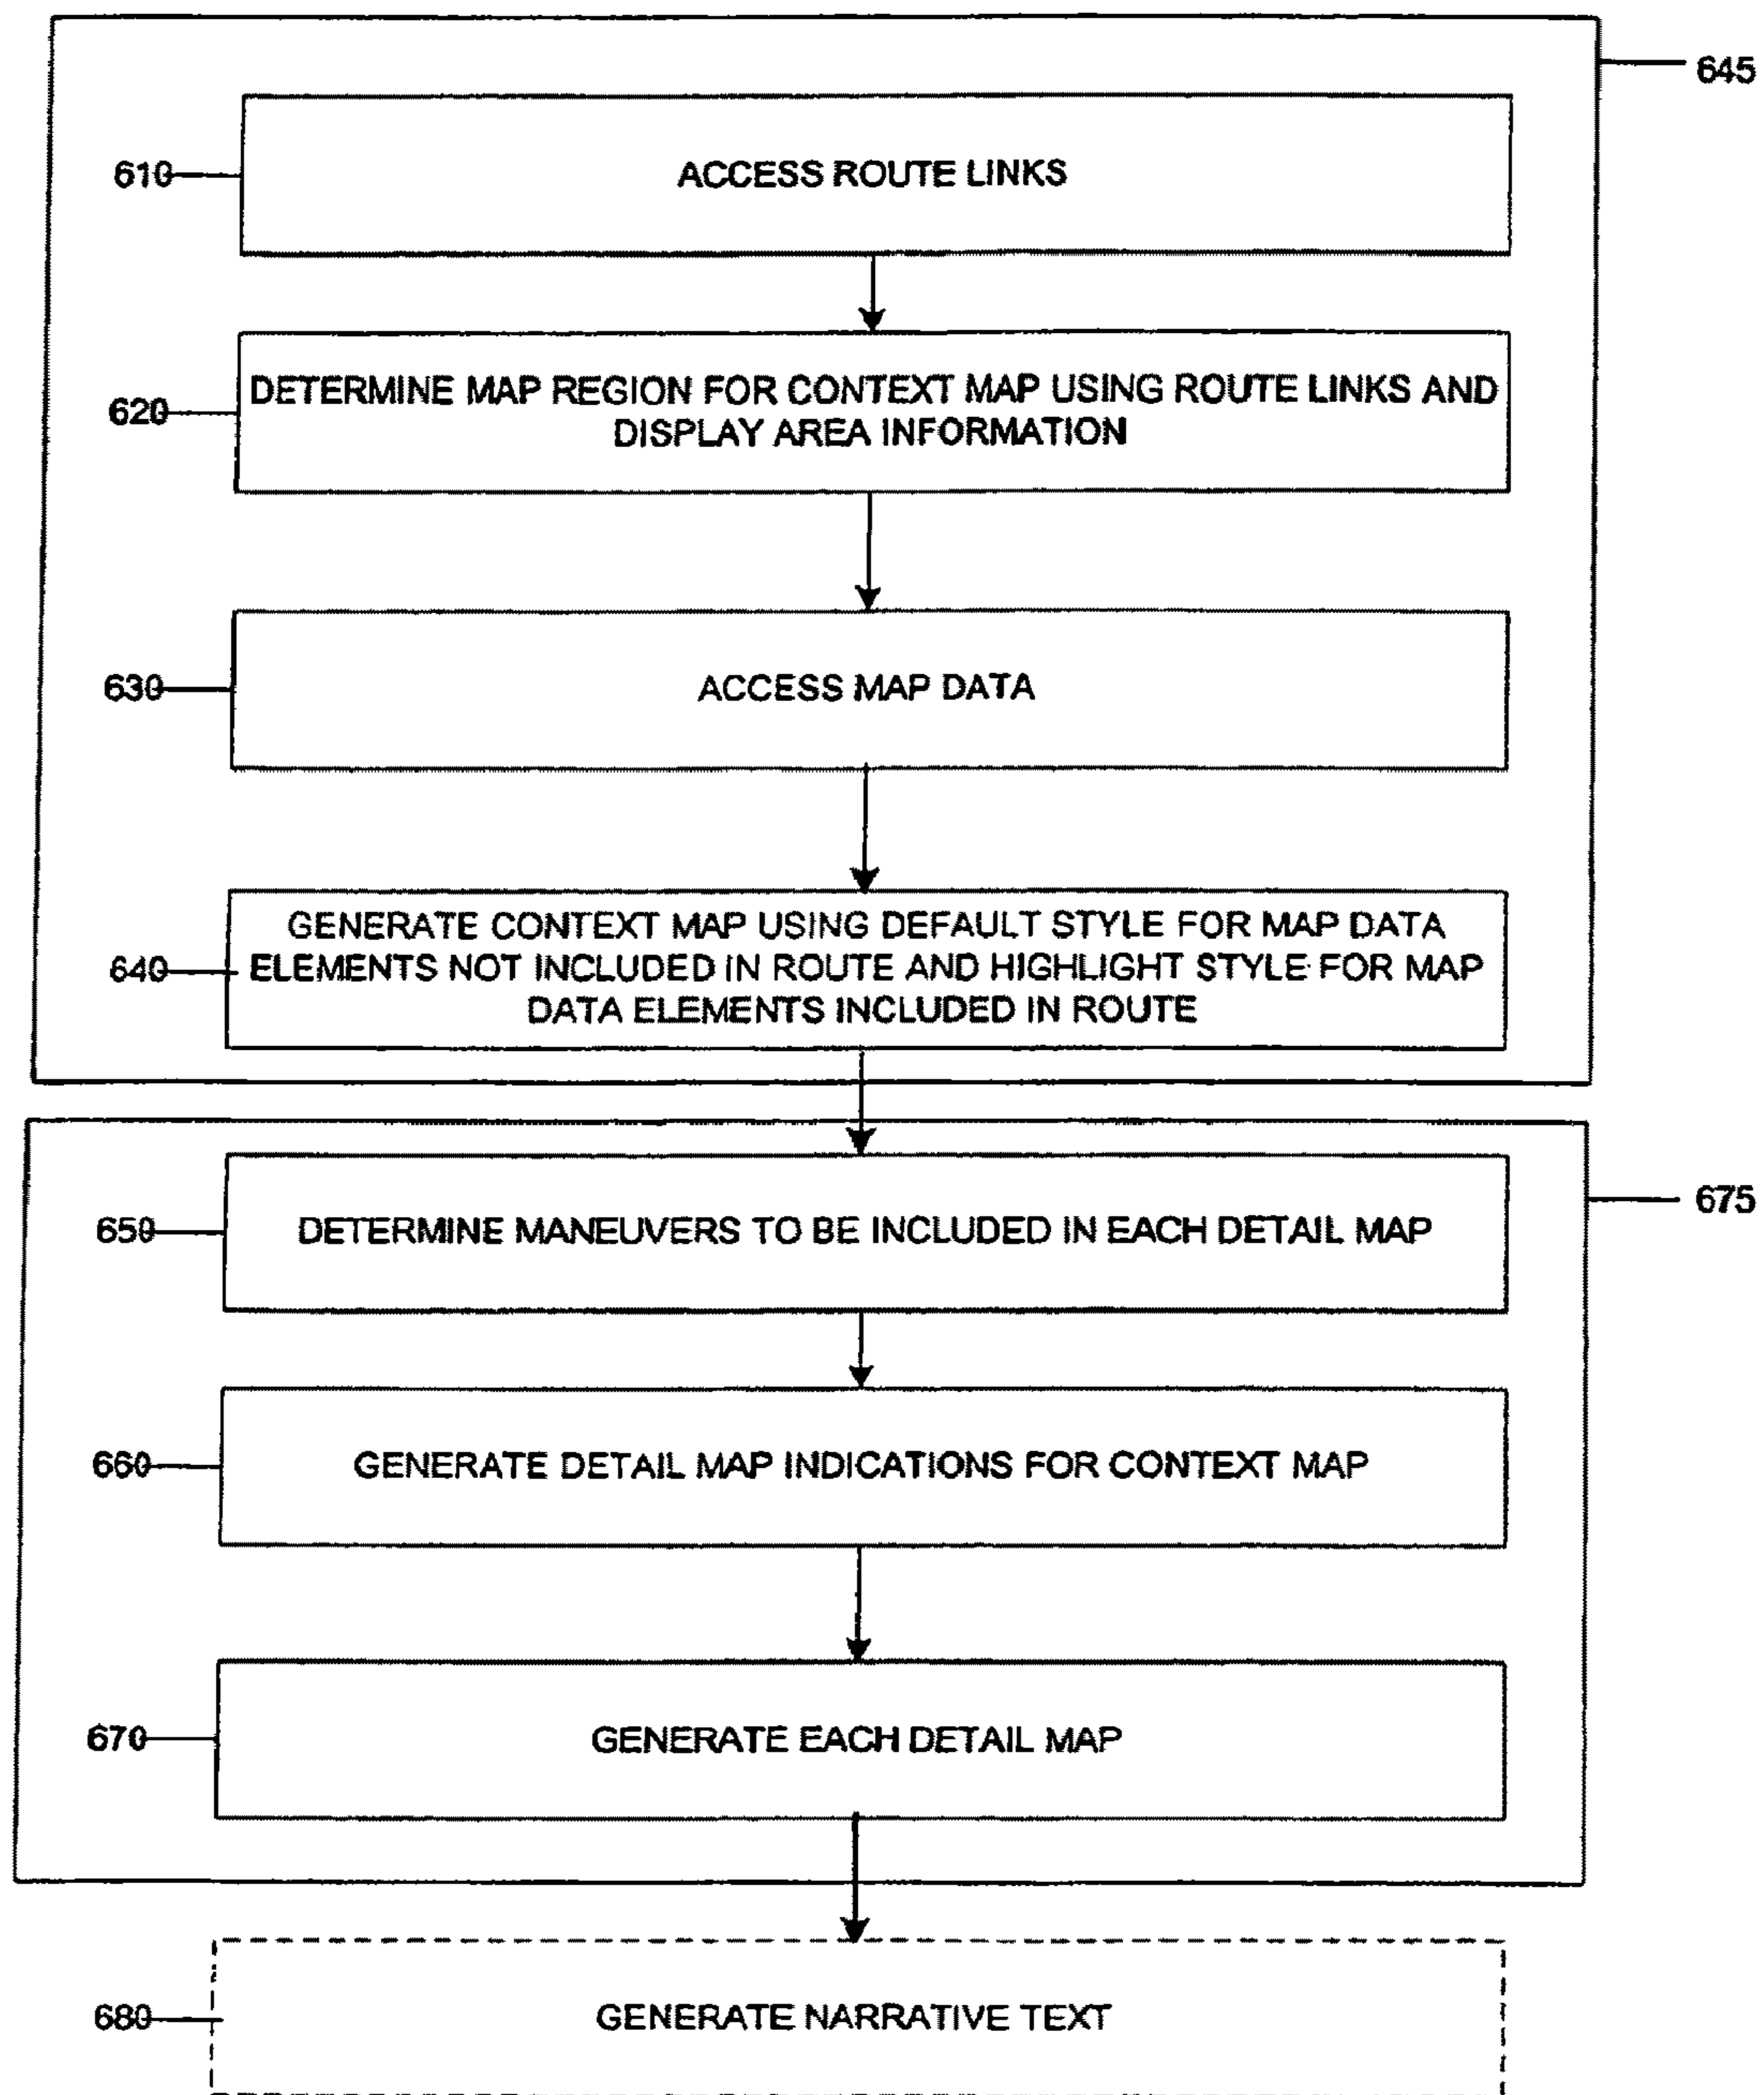 645
610
ACCESS ROUTE LINKS
620
DETERMINE MAP REGION FOR CONTEXT MAP USING ROUTE LINKS AND
DISPLAY AREA INFORMATION
630
ACCESS MAP DATA
640
GENERATE CONTEXT MAP USING DEFAULT STYLE FOR MAP DATA
ELEMENTS NOT INCLUDED IN ROUTE AND HIGHLIGHT STYLE FOR MAP
DATA ELEMENTS INCLUDED IN ROUTE
675
650
DETERMINE MANEUVERS TO BE INCLUDED IN EACH DETAIL MAP
660
GENERATE DETAIL MAP INDICATIONS FOR CONTEXT MAP
670
GENERATE EACH DETAIL MAP
680
GENERATE NARRATIVE TEXT